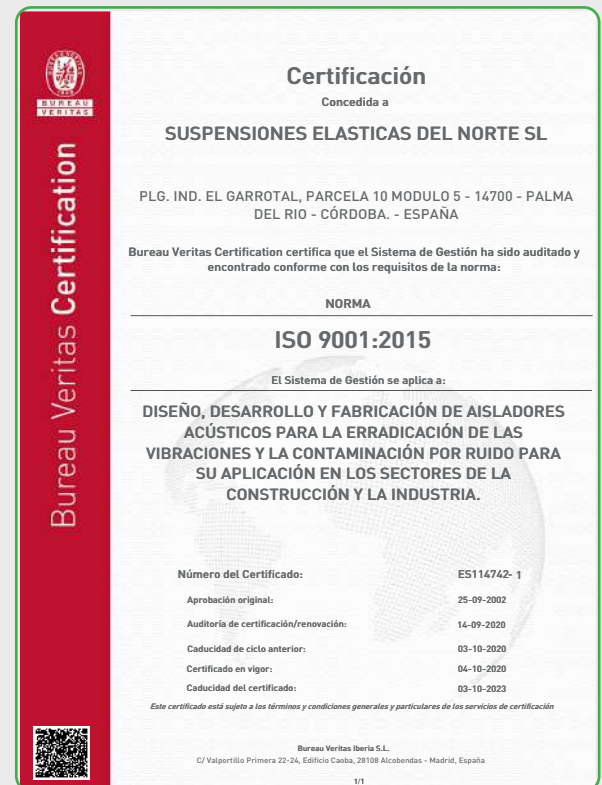 BUREAU
VERITAS
Bureau Veritas Certification
Certificación
Concedida a
SUSPENSIONES ELASTICAS DEL NORTE SL
PLG. IND. EL GARROTAL, PARCELA 10 MODULO 5 - 14700 - PALMA
DEL RIO - CÓRDOBA. - ESPAÑA
Bureau Veritas Certification certifica que el Sistema de Gestión ha sido auditado y
encontrado conforme con los requisitos de la norma:
NORMA
ISO 9001:2015
El Sistema de Gestión se aplica a:
DISEÑO, DESARROLLO Y FABRICACIÓN DE AISLADORES
ACÚSTICOS PARA LA ERRADICACIÓN DE LAS
VIBRACIONES Y LA CONTAMINACIÓN POR RUIDO PARA
SU APLICACIÓN EN LOS SECTORES DE LA
CONSTRUCCIÓN Y LA INDUSTRIA.
Número del Certificado: ES114742- 1
Aprobación original: 25-09-2002
Auditoría de certificación/renovación: 14-09-2020
Caducidad de ciclo anterior: 03-10-2020
Certificado en vigor: 04-10-2020
Caducidad del certificado: 03-10-2023
Este certificado está sujeto a los términos y condiciones generales y particulares de los servicios de certificación
Bureau Veritas Iberia S.L.
C/ Valportillo Primera 22-24, Edificio Caoba, 28108 Alcobendas - Madrid, España
1/1